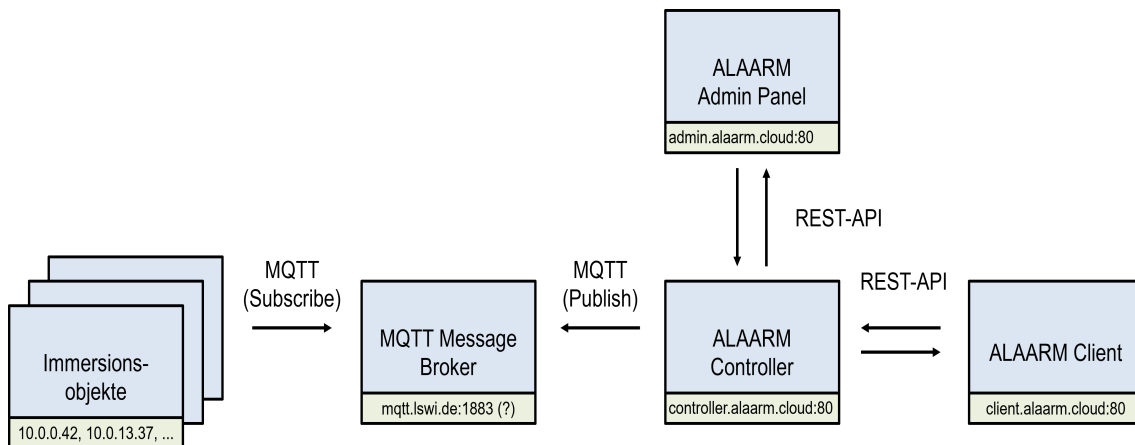 ALAARM
Admin Panel
admin.alaarm.cloud:80
REST-API
MQTT
(Subscribe)
MQTT
(Publish)
REST-API
Immersions-
objekte
10.0.0.42, 10.0.13.37, ...
MQTT Message
Broker
mqtt.lswi.de:1883 (?)
ALAARM
Controller
controller.alaarm.cloud:80
ALAARM Client
client.alaarm.cloud:80